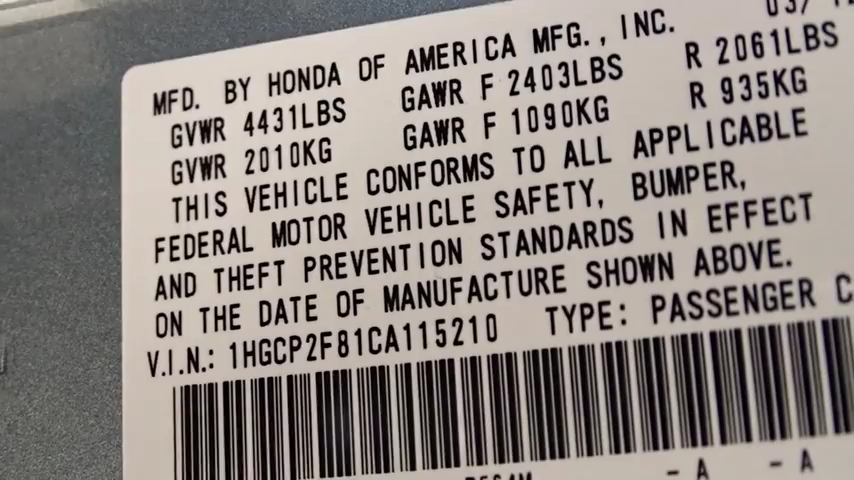 03/
MFD. BY HONDA OF AMERICA MFG., INC.
GVWR 4431LBS GAWR F 2403LBS R 2061LBS
GVWR 2010KG GAWR F 1090KG R 935KG
THIS VEHICLE CONFORMS TO ALL APPLICABLE
FEDERAL MOTOR VEHICLE SAFETY, BUMPER,
AND THEFT PREVENTION STANDARDS IN EFFECT
ON THE DATE OF MANUFACTURE SHOWN ABOVE.
V.I.N.: 1HGCP2F81CA115210 TYPE: PASSENGER C
- A - A